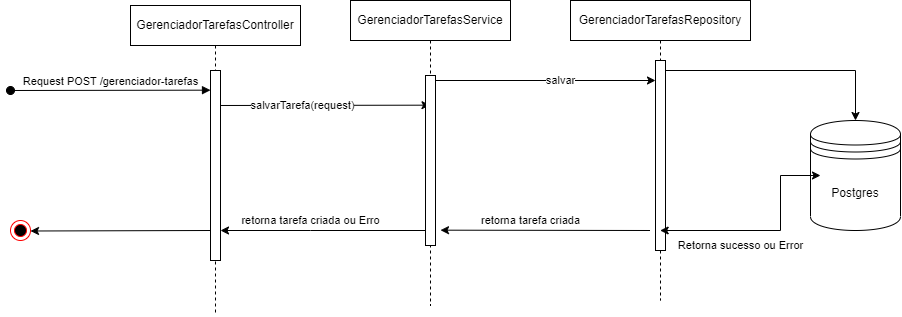 GerenciadorTarefasController
GerenciadorTarefasService
GerenciadorTarefasRepository
Request POST /gerenciador-tarefas
salvarTarefa(request)
salvar
Postgres
retorna tarefa criada ou Erro
retorna tarefa criada
Retorna sucesso ou Error